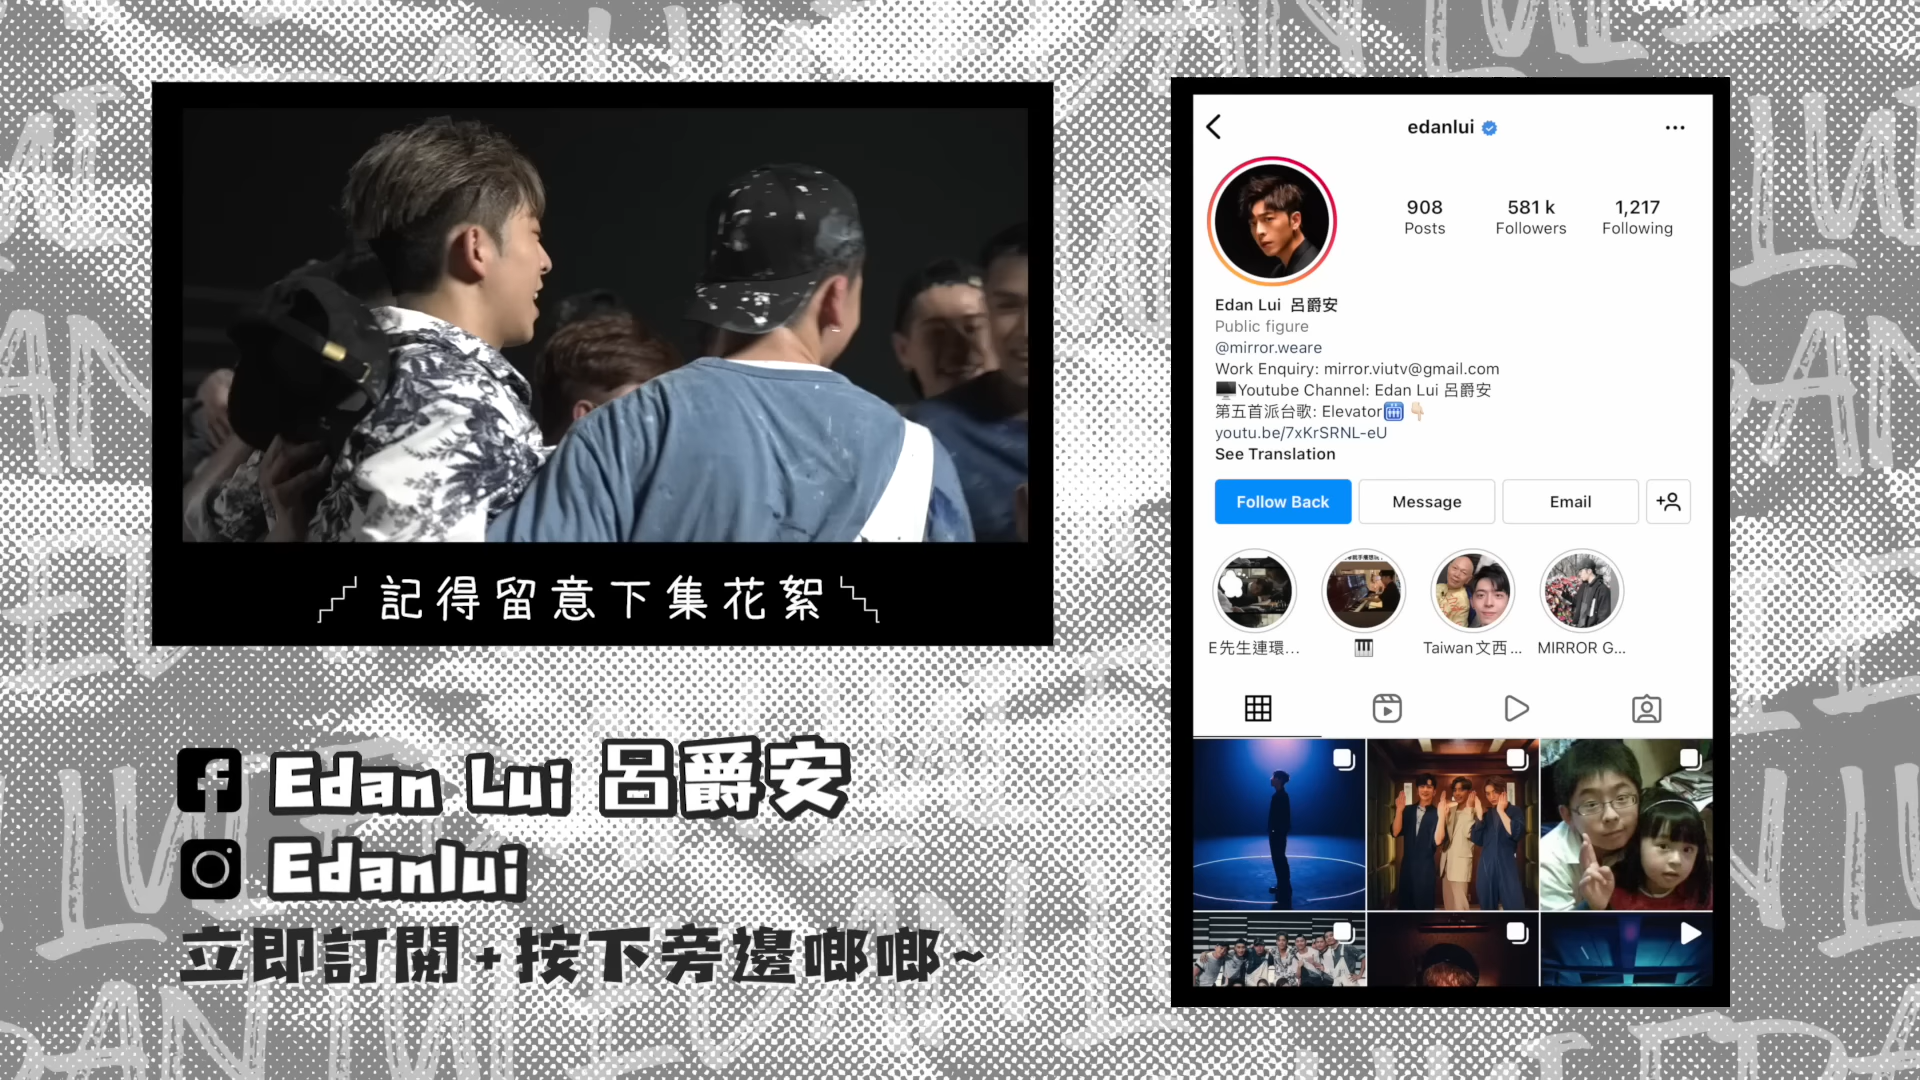 記得留意下集花絮
Edan Lui 呂爵安
Edanlui
立即訂閱+按下旁邊啷啷~
edanlui
908
Posts
581 k
Followers
1,217
Following
Edan Lui 呂爵安
Public figure
@mirror.weare
Work Enquiry: mirror.viutv@gmail.com
🖥️Youtube Channel: Edan Lui 呂爵安
第五首派台歌: Elevator🛗👇🏻
youtu.be/7xKrSRNL-eU
See Translation
Follow Back
Message
Email
E先生連環...
🎹
Taiwan文西...
MIRROR G...